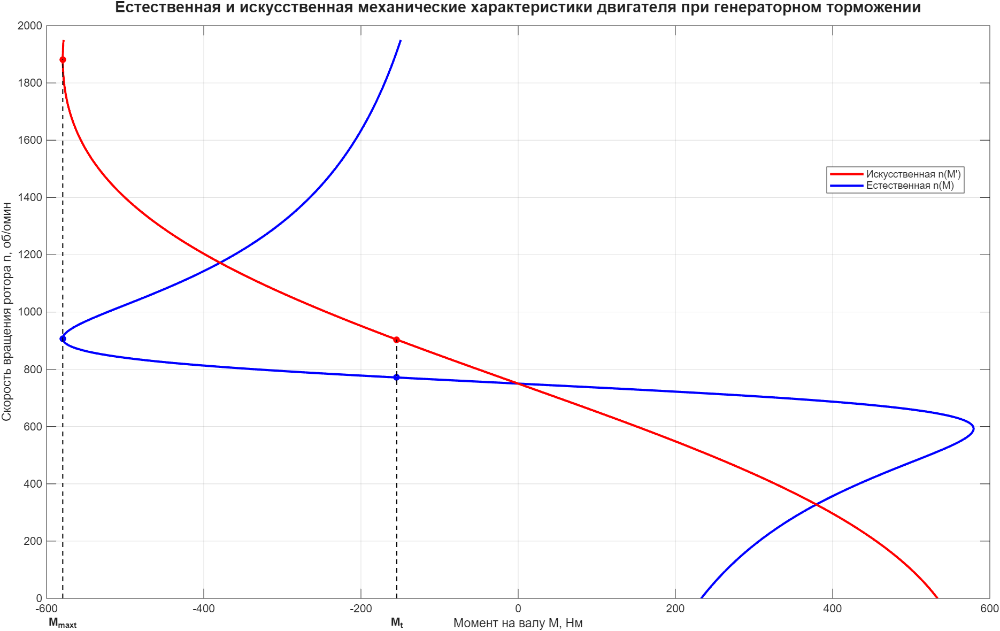 Естественная и искусственная механические характеристики двигателя при генераторном торможении
2000
1800
1600
1400
1200
1000
800
600
400
200
0
Скорость вращения ротора n, об/омин
Искусственная n(M')
Естественная n(M)
-600
-400
-200
0
200
400
600
Mmaxt
Mt
Момент на валу M, Нм